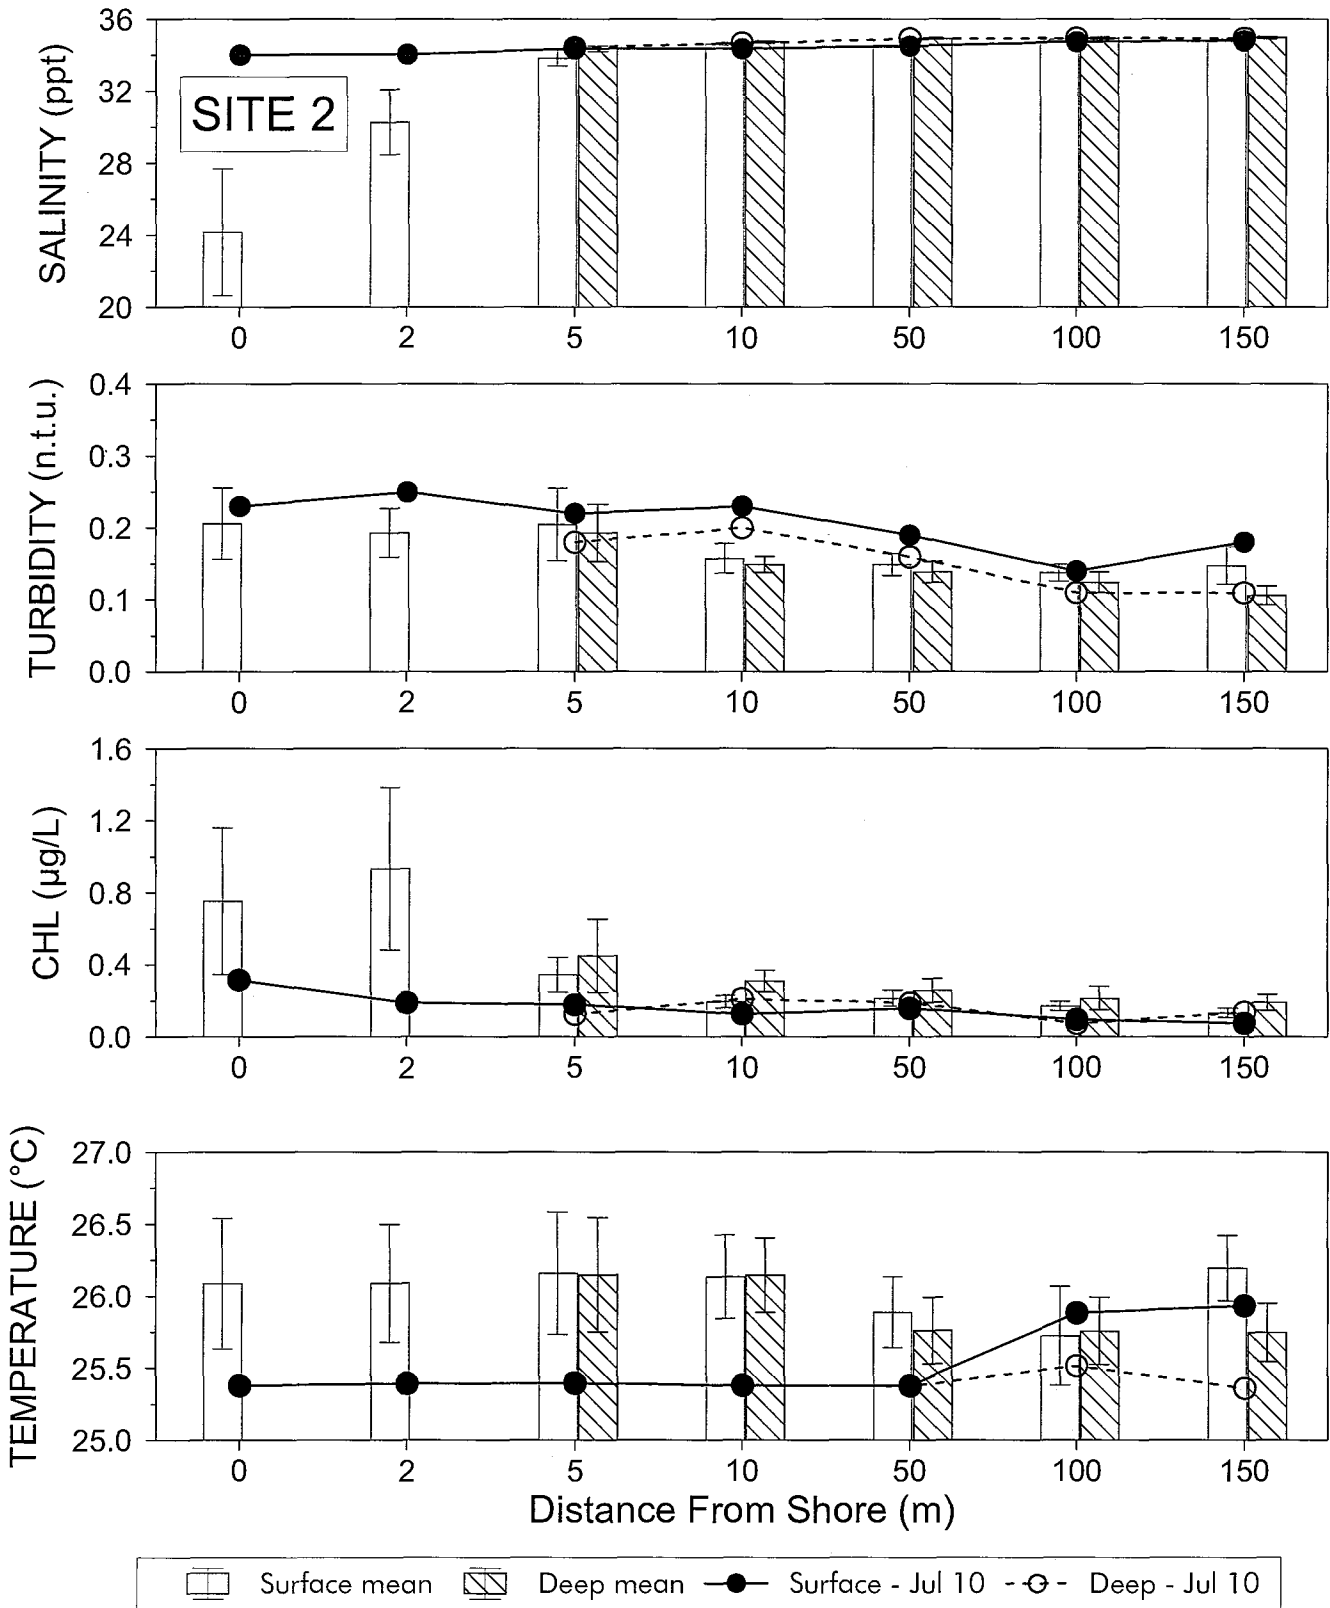 SALINITY (ppt)
36
32
28
24
20
SITE 2
0 2 5 10 50 100 150
TURBIDITY (n.t.u.)
0.4
0.3
0.2
0.1
0.0
0 2 5 10 50 100 150
CHL (µg/L)
1.6
1.2
0.8
0.4
0.0
0 2 5 10 50 100 150
TEMPERATURE (°C)
27.0
26.5
26.0
25.5
25.0
0 2 5 10 50 100 150
Distance From Shore (m)
Surface mean Deep mean Surface - Jul 10 Deep - Jul 10